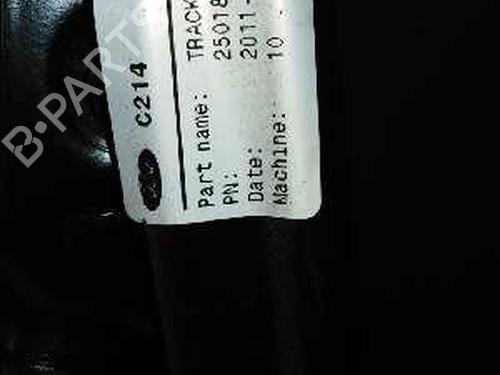 C214
Part name: TRACK
PN: 25018
Date: 2011-
Machine: 10 .
B-PARTS